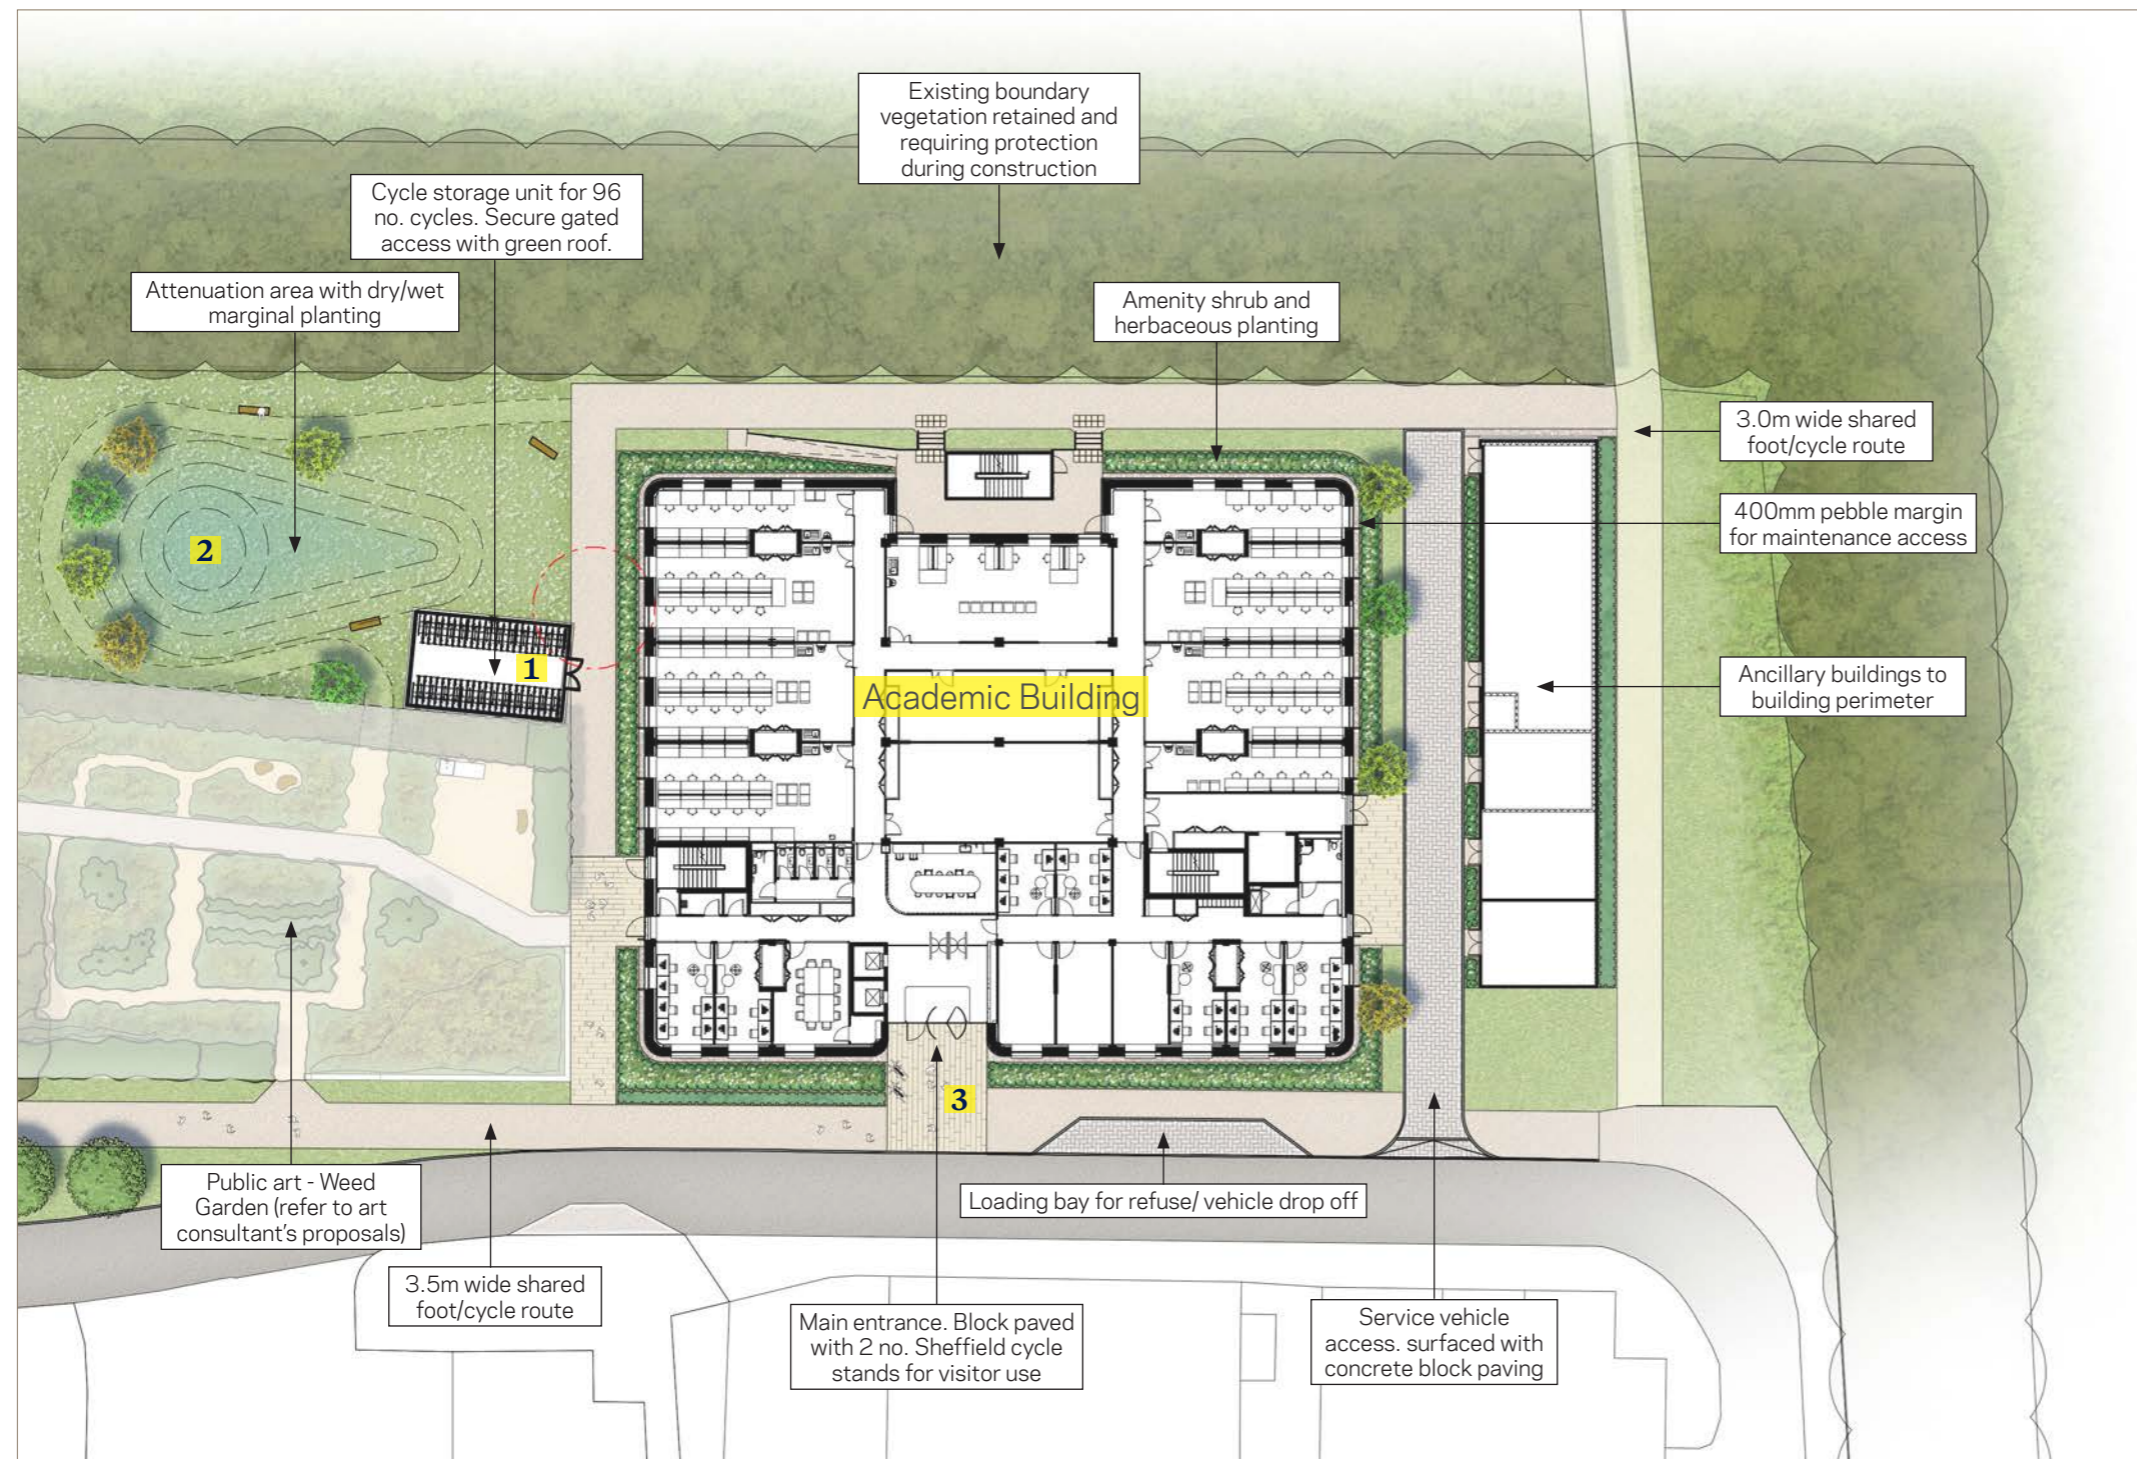 Existing boundary
vegetation retained and
requiring protection
during construction
Cycle storage unit for 96
no. cycles. Secure gated
access with green roof.
Attenuation area with dry/wet
marginal planting
Amenity shrub and
herbaceous planting
3.0m wide shared
foot/cycle route
400mm pebble margin
for maintenance access
2
1
Academic Building
Ancillary buildings to
building perimeter
3
Public art - Weed
Garden (refer to art
consultant's proposals)
Loading bay for refuse/ vehicle drop off
3.5m wide shared
foot/cycle route
Main entrance. Block paved
with 2 no. Sheffield cycle
stands for visitor use
Service vehicle
access. surfaced with
concrete block paving